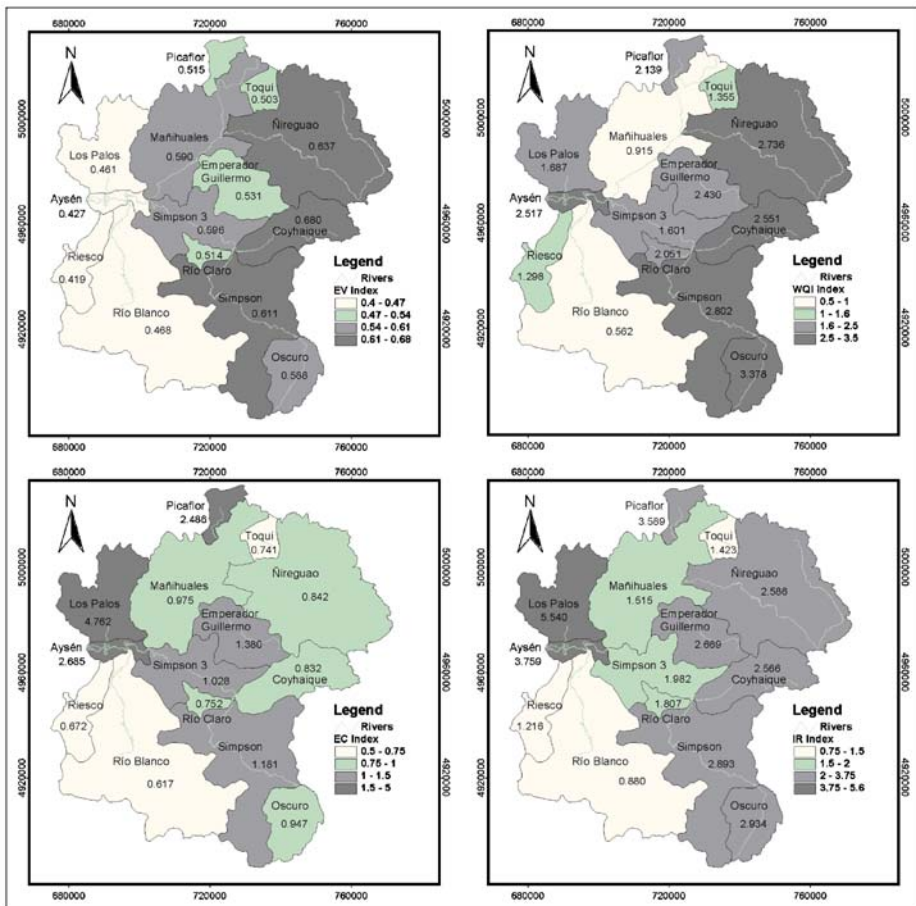 680000 720000 760000
N
Picaflor
0.515
Toqui
0.503
Ñireguao
0.637
Mañihuales
0.590
Los Palos
0.461
Emperador
Guillermo
0.531
Aysén
0.427
Simpson 3
0.596
0.680
Coyhaique
0.514
Río Claro
Riesco
0.419
Río Blanco
0.468
Simpson
0.611
Oscuro
0.568
Legend
Rivers
EV Index
0.4 - 0.47
0.47 - 0.54
0.54 - 0.61
0.61 - 0.68
5000000
4960000
4920000
5000000
4960000
4920000
680000 720000 760000
720000 760000
N
Picaflor
2.139
Toqui
1.355
Ñireguao
2.736
Mañihuales
0.915
Los Palos
1.687
Emperador
Guillermo
2.430
Aysén
2.517
Simpson 3
1.601
2.551
Coyhaique
2.051
Río Claro
Riesco
1.298
Río Blanco
0.562
Simpson
2.802
Oscuro
3.378
Legend
Rivers
WQI Index
0.5 - 1
1 - 1.6
1.6 - 2.5
2.5 - 3.5
5000000
4960000
4920000
720000 760000
680000 720000 760000
N
Picaflor
2.486
Toqui
0.741
Ñireguao
0.842
Mañihuales
0.975
Los Palos
4.762
Emperador
Guillermo
1.380
Aysén
2.685
Simpson 3
1.028
0.832
Coyhaique
0.752
Río Claro
Riesco
0.672
Río Blanco
0.617
Simpson
1.181
Oscuro
0.947
Legend
Rivers
EC Index
0.5 - 0.75
0.75 - 1
1 - 1.5
1.5 - 5
5000000
4960000
4920000
5000000
4960000
4920000
680000 720000 760000
720000 760000
N
Picaflor
3.589
Toqui
1.423
Ñireguao
2.588
Mañihuales
1.515
Los Palos
5.540
Emperador
Guillermo
2.669
Aysén
3.759
Simpson 3
1.982
2.566
Coyhaique
1.807
Río Claro
Riesco
1.216
Río Blanco
0.880
Simpson
2.893
Oscuro
2.934
Legend
Rivers
IR Index
0.75 - 1.5
1.5 - 2
2 - 3.75
3.75 - 5.6
5000000
4960000
4920000
720000 760000